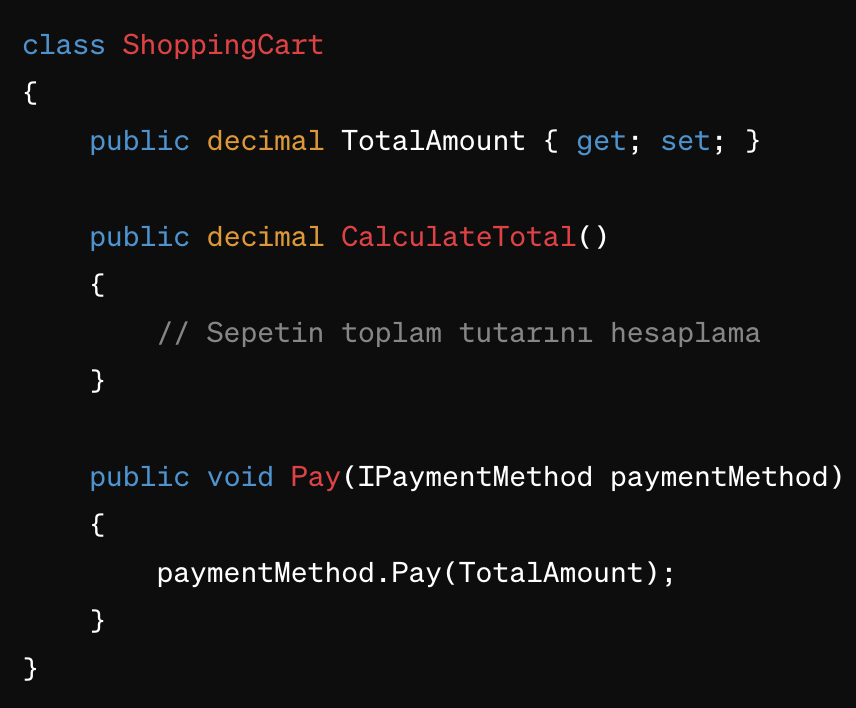 class ShoppingCart
{
    public decimal TotalAmount { get; set; }

    public decimal CalculateTotal()
    {
        // Sepetin toplam tutarını hesaplama
    }

    public void Pay(IPaymentMethod paymentMethod)
    {
        paymentMethod.Pay(TotalAmount);
    }
}